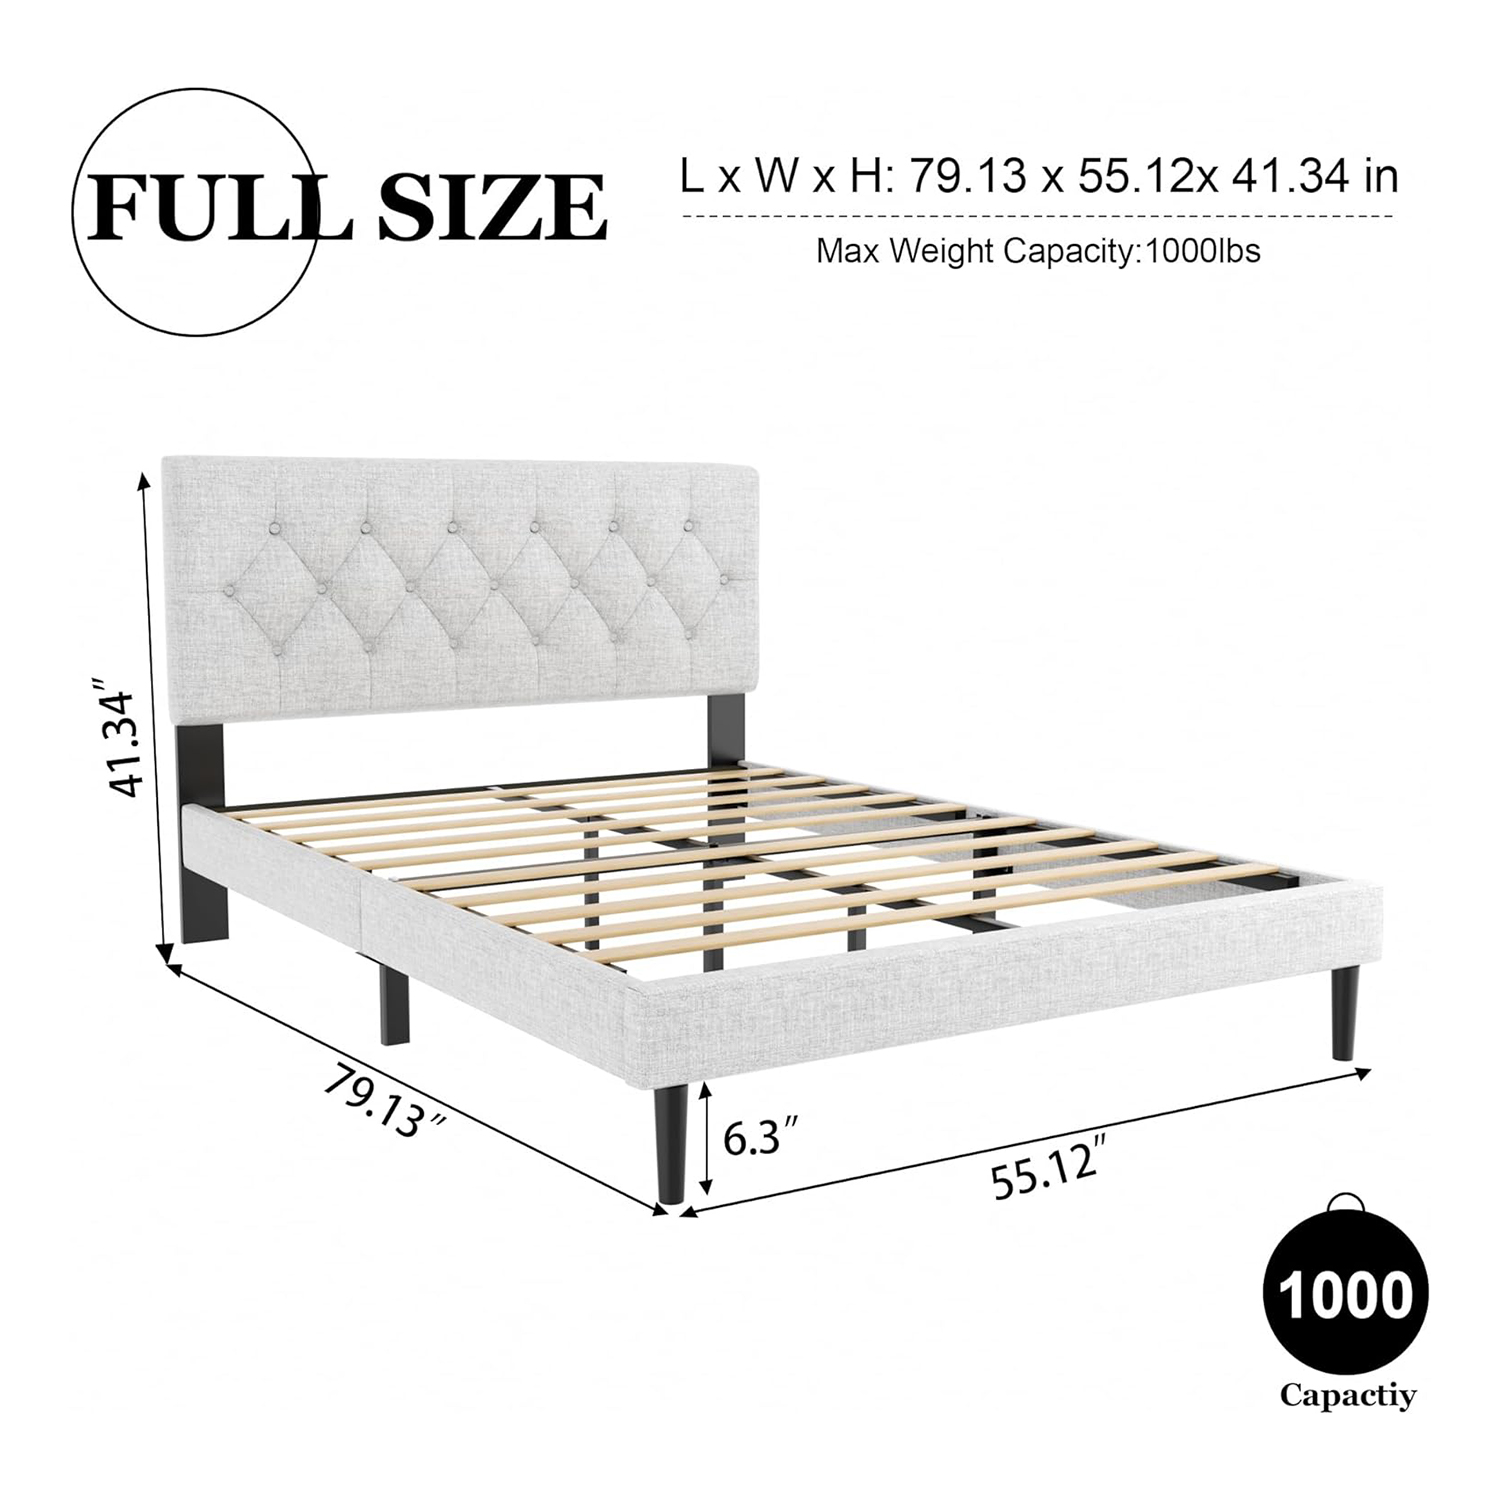 FULL SIZE
L x W x H: 79.13 x 55.12x 41.34 in
Max Weight Capacity:1000lbs
41.34″
79.13″
6.3″
55.12″
1000
Capactiy